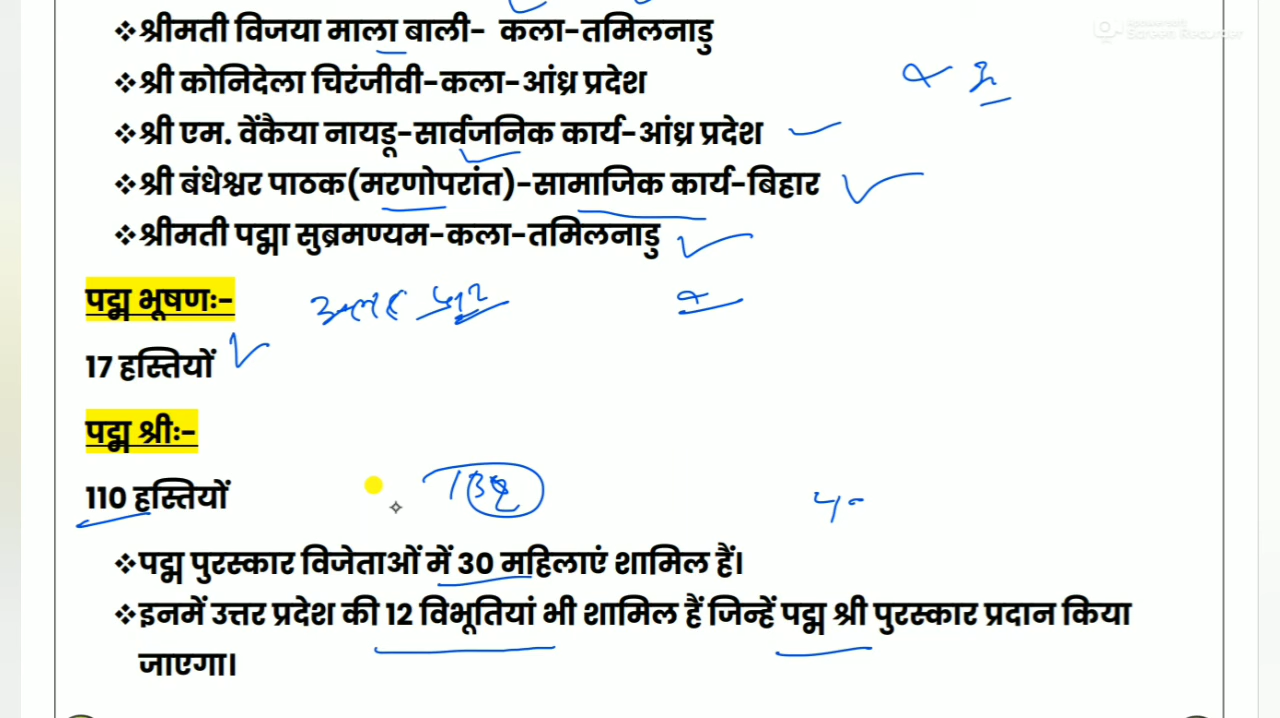 ❖श्रीमती विजया माला बाली- कला-तमिलनाडु
❖श्री कोनिदेला चिरंजीवी-कला-आंध्र प्रदेश
❖श्री एम. वेंकैया नायडू-सार्वजनिक कार्य-आंध्र प्रदेश
❖श्री बंधेश्वर पाठक(मरणोपरांत)-सामाजिक कार्य-बिहार
❖श्रीमती पद्मा सुब्रमण्यम-कला-तमिलनाडु
पद्म भूषणः-
17 हस्तियों
पद्म श्रीः-
110 हस्तियों
❖पद्म पुरस्कार विजेताओं में 30 महिलाएं शामिल हैं।
❖इनमें उत्तर प्रदेश की 12 विभूतियां भी शामिल हैं जिन्हें पद्म श्री पुरस्कार प्रदान किया
जाएगा।